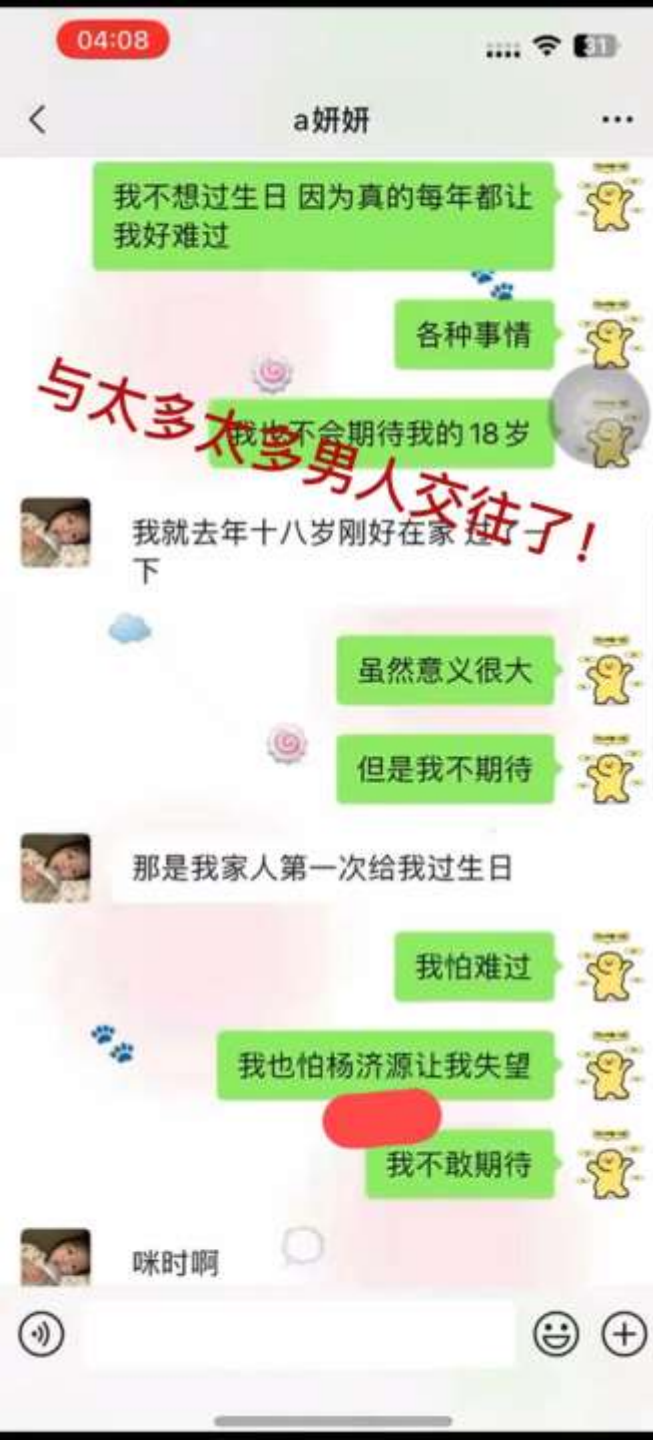 04:08
31
a妍妍
我不想过生日 因为真的每年都让
我好难过
各种事情
与太多太多男人交往了！
我也不会期待我的18岁
我就去年十八岁刚好在家 过了一
下
虽然意义很大
但是我不期待
那是我家人第一次给我过生日
我怕难过
我也怕杨济源让我失望
我不敢期待
咪时啊